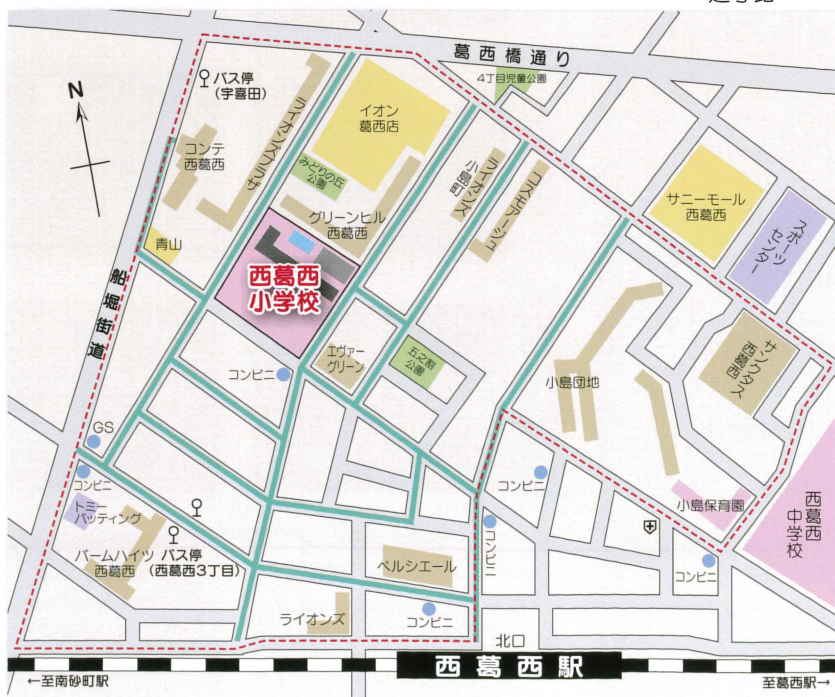 葛西橋通り
4丁目児童公園
バス停
(宇喜田)
N
コンテ
西葛西
ライオンズプラザ
イオン
葛西店
みどりの丘
公園
グリーンヒル
西葛西
ライオンズ
小島町
コスモアージュ
サニーモール
西葛西
スポーツ
センター
青山
船堀街道
西葛西
小学校
サンクタス
西葛西
エヴァー
グリーン
五之割
公園
小島団地
コンビニ
GS
コンビニ
トミー
バッティング
コンビニ
コンビニ
小島保育園
西葛西
中学校
パームハイツ
西葛西
バス停
(西葛西3丁目)
ベルシエール
コンビニ
ライオンズ
コンビニ
北口
西葛西駅
←至南砂町駅
至葛西駅→